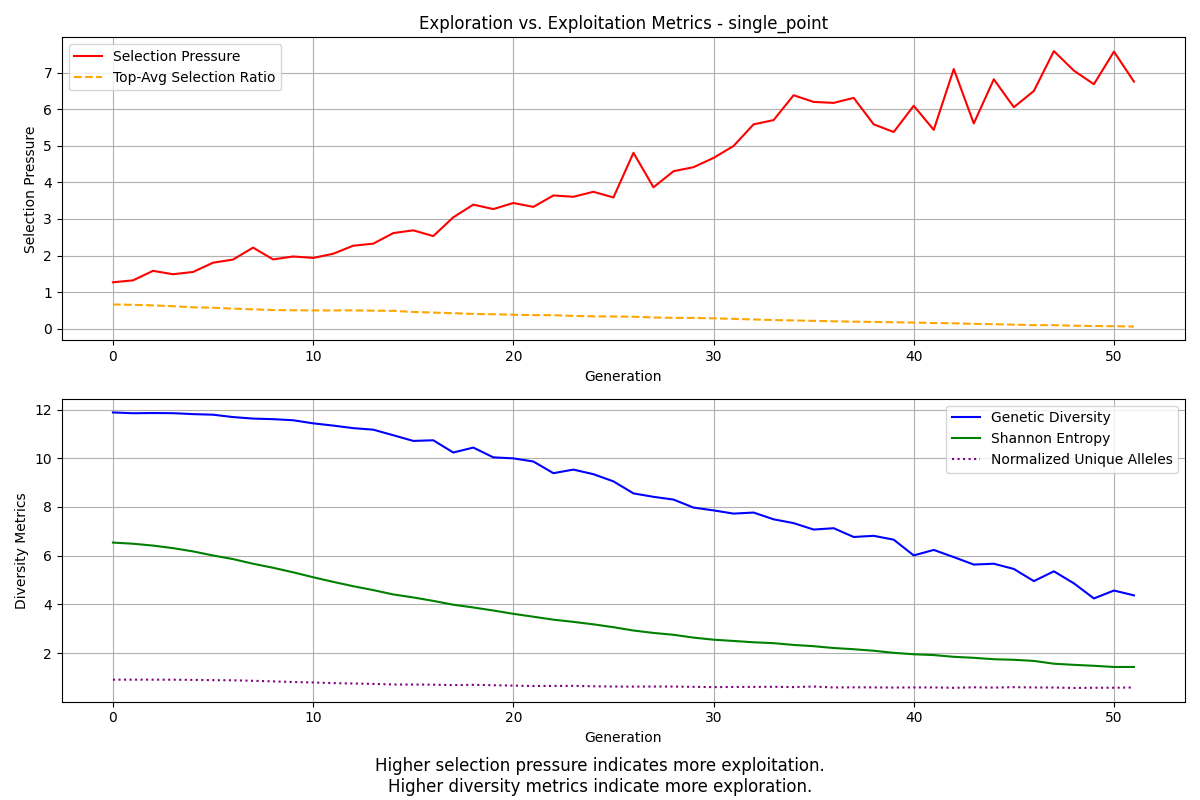 Exploration vs. Exploitation Metrics - single_point
Selection Pressure
Top-Avg Selection Ratio
Selection Pressure
7
6
5
4
3
2
1
0
0 10 20 30 40 50
Generation
Genetic Diversity
Shannon Entropy
Normalized Unique Alleles
Diversity Metrics
12
10
8
6
4
2
0 10 20 30 40 50
Generation
Higher selection pressure indicates more exploitation.
Higher diversity metrics indicate more exploration.